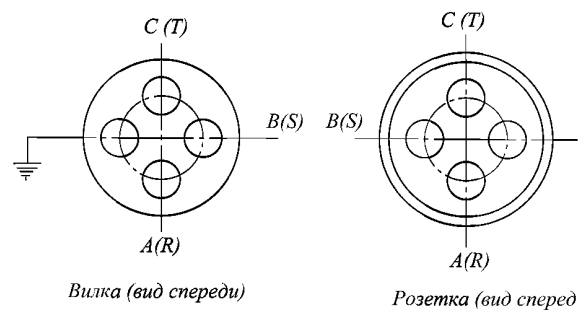 C (T)
C (T)
B(S)
B(S)
A(R)
A(R)
Вилка (вид спереди)
Розетка (вид сперед